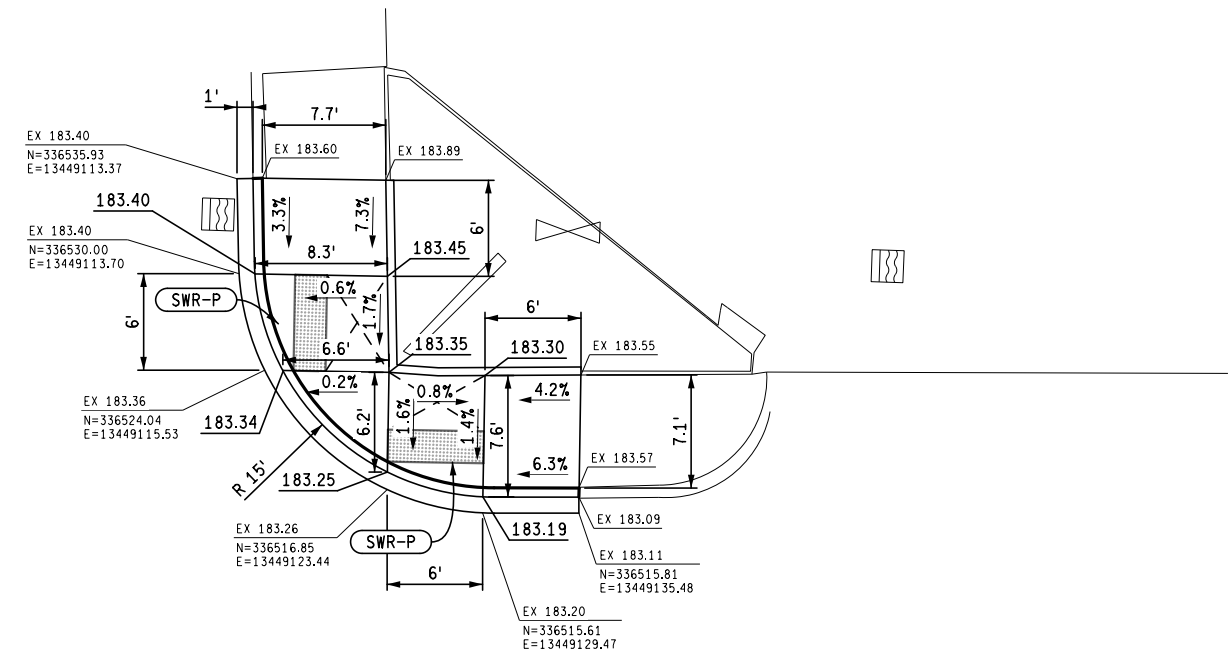 1'
7.7'
EX 183.40
N=336535.93
E=13449113.37
EX 183.60
EX 183.89
183.40
3.3%
7.3%
6'
EX 183.40
N=336530.00
E=13449113.70
8.3'
183.45
SWR-P
0.6%
1.7%
6'
6'
6.6'
183.35
183.30
EX 183.55
0.2%
0.8%
4.2%
EX 183.36
N=336524.04
E=13449115.53
183.34
6.2'
1.6%
1.4%
7.6'
7.1'
R 15'
6.3%
EX 183.57
183.25
EX 183.26
N=336516.85
E=13449123.44
SWR-P
183.19
EX 183.09
EX 183.11
N=336515.81
E=13449135.48
6'
EX 183.20
N=336515.61
E=13449129.47